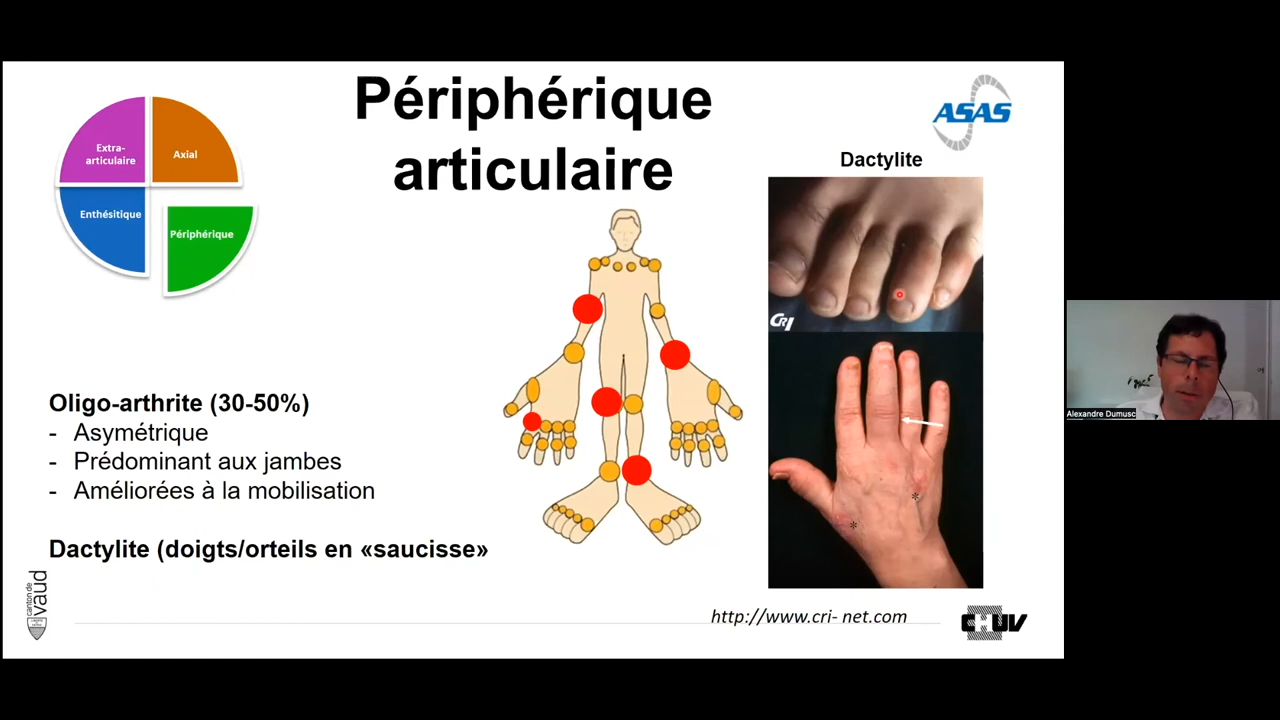 Périphérique
articulaire
Extra-
articulaire
Axial
Enthésitique
Périphérique
ASAS
Dactylite
CRI
Oligo-arthrite (30-50%)
- Asymétrique
- Prédominant aux jambes
- Améliorées à la mobilisation
Dactylite (doigts/orteils en «saucisse»
*
*
canton de
vaud
http://www.cri- net.com
CHUV
Alexandre Dumusc